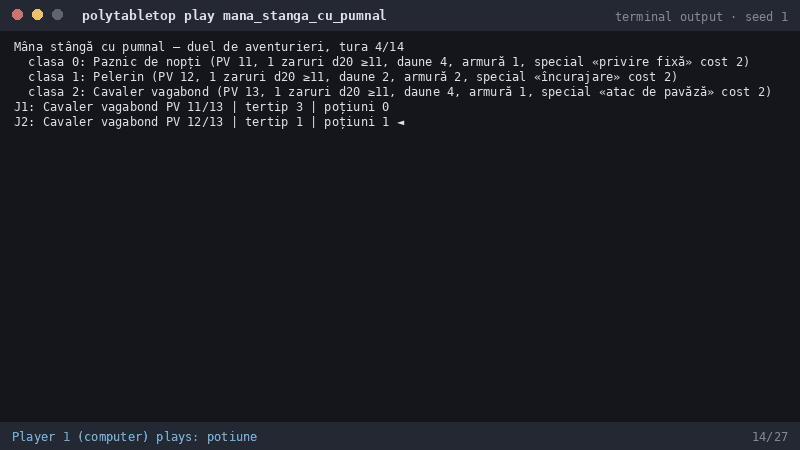 polytabletop play mana_stanga_cu_pumnal
terminal output · seed 1
Mâna stângă cu pumnal — duel de aventurieri, tura 4/14
clasa 0: Paznic de nopți (PV 11, 1 zaruri d20 ≥11, daune 4, armură 1, special «privire fixă» cost 2)
clasa 1: Pelerin (PV 12, 1 zaruri d20 ≥11, daune 2, armură 2, special «încurajare» cost 2)
clasa 2: Cavaler vagabond (PV 13, 1 zaruri d20 ≥11, daune 4, armură 1, special «atac de pavăză» cost 2)
J1: Cavaler vagabond PV 11/13 | tertip 3 | poțiuni 0
J2: Cavaler vagabond PV 12/13 | tertip 1 | poțiuni 1 ◄
Player 1 (computer) plays: potiune
14/27